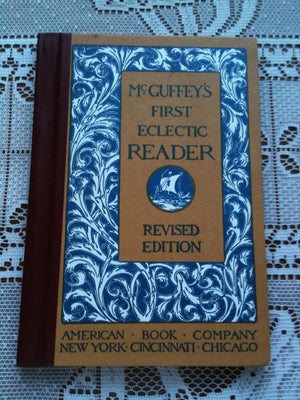 McGUFFEY'S
FIRST
ECLECTIC
READER
REVISED
EDITION
AMERICAN · BOOK · COMPANY
NEW YORK · CINCINNATI · CHICAGO